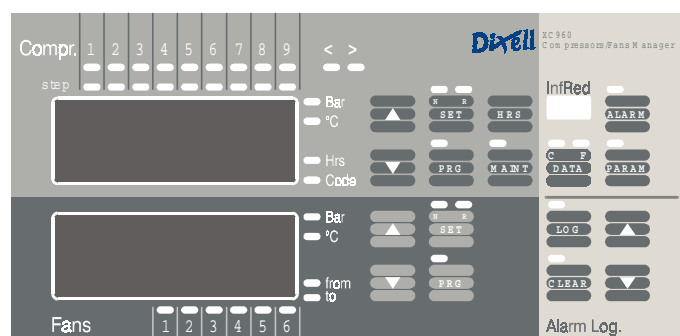 Compr. 1 2 3 4 5 6 7 8 9 < >
step
Dixell
XC960
Compressors/Fans Manager
Bar
°C
Hrs
Code
N R
SET
HRS
PRG
MAINT
InfRed
ALARM
C F
DATA
PARAM
Bar
°C
from
to
N R
SET
PRG
LOG
CLEAR
Fans 1 2 3 4 5 6
Alarm Log.